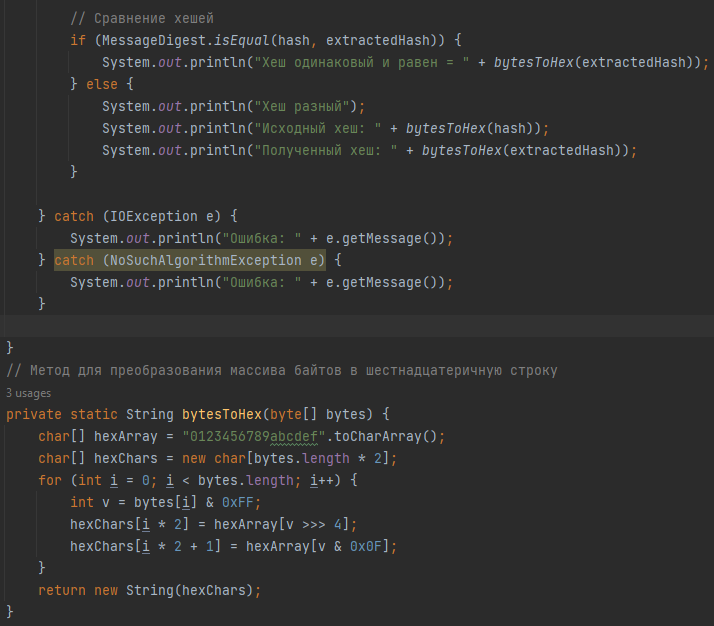 // Сравнение хешей
if (MessageDigest.isEqual(hash, extractedHash)) {
System.out.println("Хеш одинаковый и равен = " + bytesToHex(extractedHash));
} else {
System.out.println("Хеш разный");
System.out.println("Исходный хеш: " + bytesToHex(hash));
System.out.println("Полученный хеш: " + bytesToHex(extractedHash));
}
} catch (IOException e) {
System.out.println("Ошибка: " + e.getMessage());
} catch (NoSuchAlgorithmException e) {
System.out.println("Ошибка: " + e.getMessage());
}
}
// Метод для преобразования массива байтов в шестнадцатеричную строку
3 usages
private static String bytesToHex(byte[] bytes) {
char[] hexArray = "0123456789abcdef".toCharArray();
char[] hexChars = new char[bytes.length * 2];
for (int i = 0; i < bytes.length; i++) {
int v = bytes[i] & 0xFF;
hexChars[i * 2] = hexArray[v >>> 4];
hexChars[i * 2 + 1] = hexArray[v & 0x0F];
}
return new String(hexChars);
}